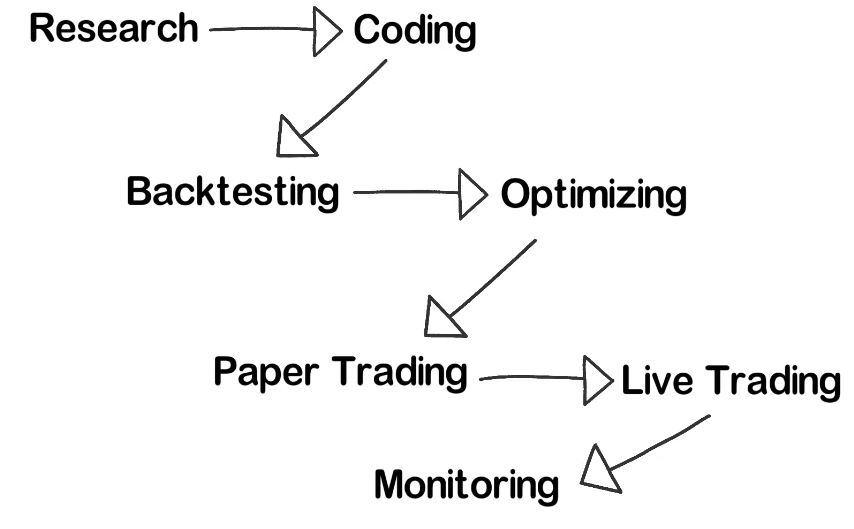 Research
Coding
Backtesting
Optimizing
Paper Trading
Live Trading
Monitoring